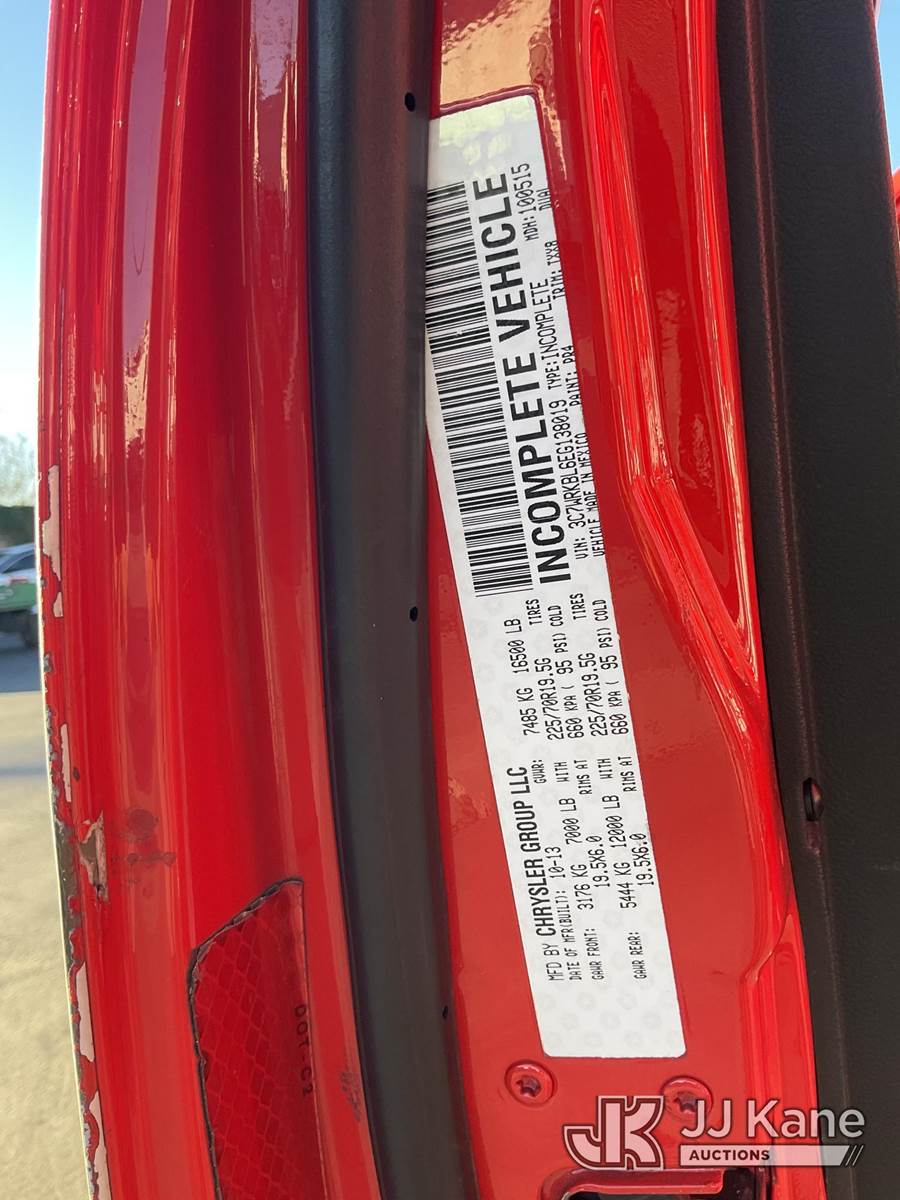 MFD BY CHRYSLER GROUP LLC
DATE OF MFR(BUILT): 10-13 GVWR: 7485 KG 16500 LB
GAWR FRONT: 3176 KG 7000 LB WITH 225/70R19.5G TIRES
19.5X6.0 RIMS AT 660 KPA ( 95 PSI) COLD
GAWR REAR: 5444 KG 12000 LB WITH 225/70R19.5G TIRES
19.5X6.0 RIMS AT 660 KPA ( 95 PSI) COLD
INCOMPLETE VEHICLE
MDH: 100515
VIN: 3C7WRKBL6EG138019 TYPE: INCOMPLETE DUAL
VEHICLE MADE IN MEXICO PAINT: PR4 TRIM: TXX8
DOT-C2
JK JJ Kane
AUCTIONS